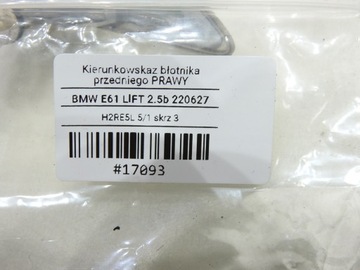 Kierunkowskaz błotnika
przedniego PRAWY
BMW E61 LIFT 2.5b 220627
H2RE5L 5/1 skrz 3
#17093